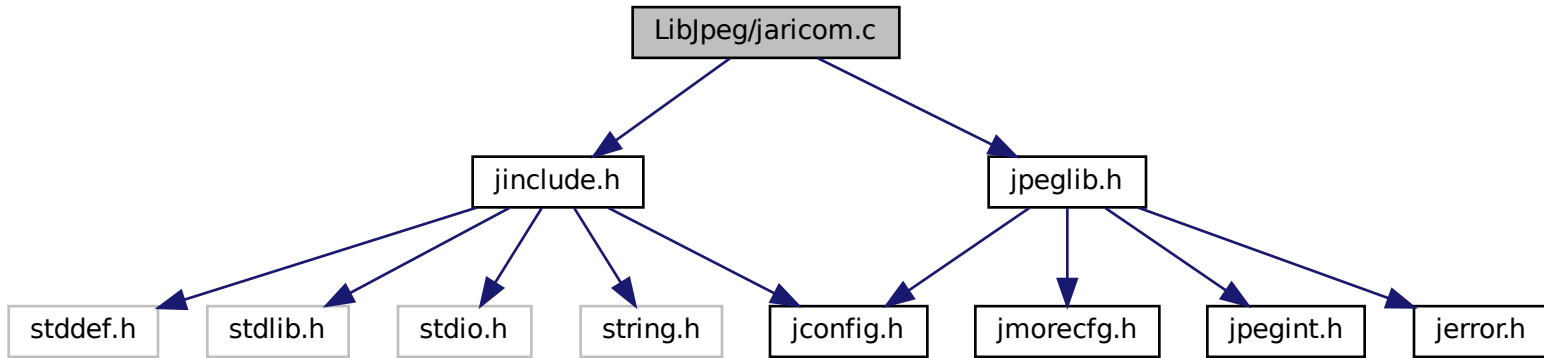 LibJpeg/jaricom.c
jinclude.h
jpeglib.h
stddef.h
stdlib.h
stdio.h
string.h
jconfig.h
jmorecfg.h
jpegint.h
jerror.h